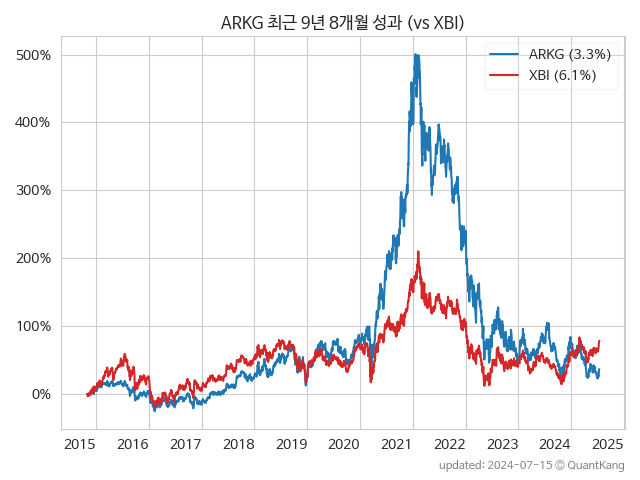 ARKG 최근 9년 8개월 성과 (vs XBI)
ARKG (3.3%)
XBI (6.1%)
500%
400%
300%
200%
100%
0%
2015 2016 2017 2018 2019 2020 2021 2022 2023 2024 2025
updated: 2024-07-15 © QuantKang